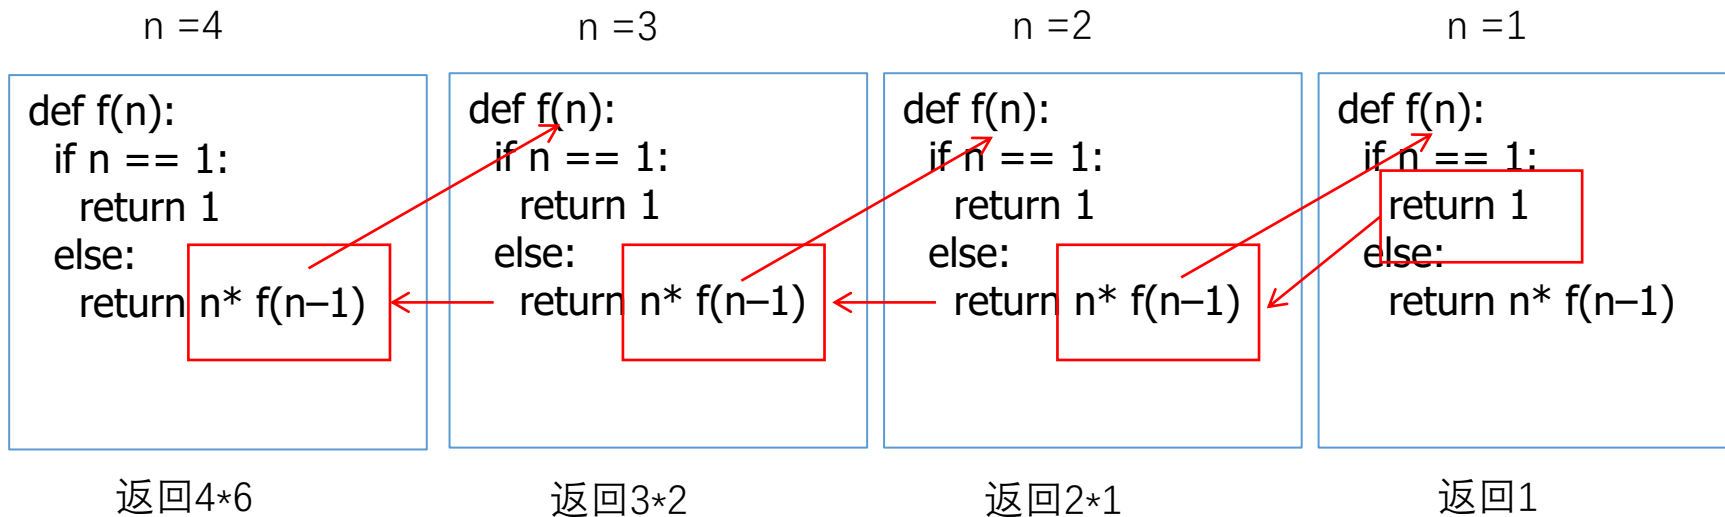 n =4
def f(n):
if n == 1:
return 1
else:
return n* f(n–1)
返回4*6
n =3
def f(n):
if n == 1:
return 1
else:
return n* f(n–1)
返回3*2
n =2
def f(n):
if n == 1:
return 1
else:
return n* f(n–1)
返回2*1
n =1
def f(n):
if n == 1:
return 1
else:
return n* f(n–1)
返回1